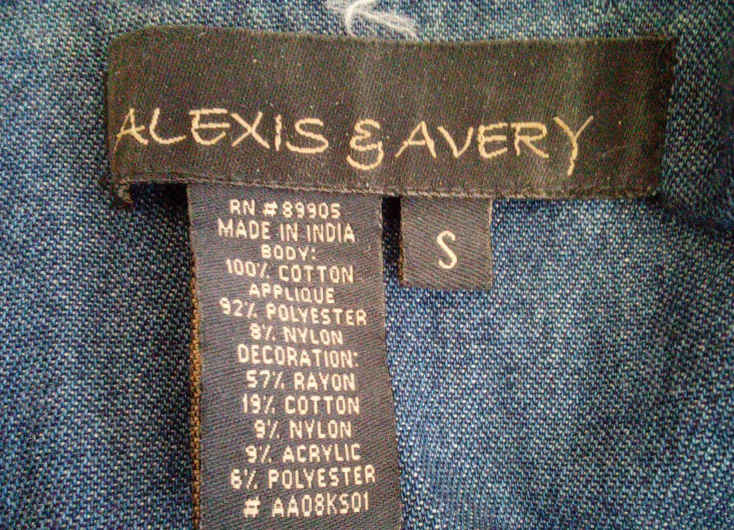 ALEXIS & AVERY
RN #89905
MADE IN INDIA
BODY:
100% COTTON
APPLIQUE
92% POLYESTER
8% NYLON
DECORATION:
57% RAYON
19% COTTON
9% NYLON
9% ACRYLIC
6% POLYESTER
# AA08KS01
S